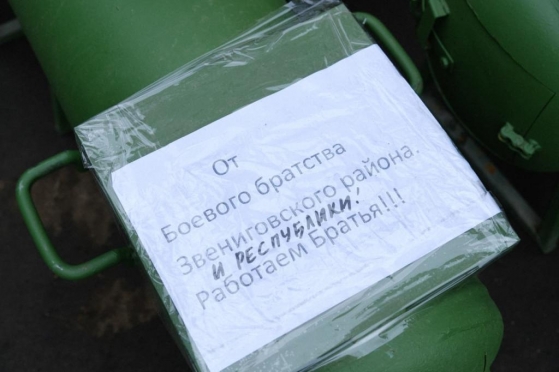 От
Боевого братства
Звениговского района.
и РЕСПУБЛИКИ!
Работаем Братья!!!